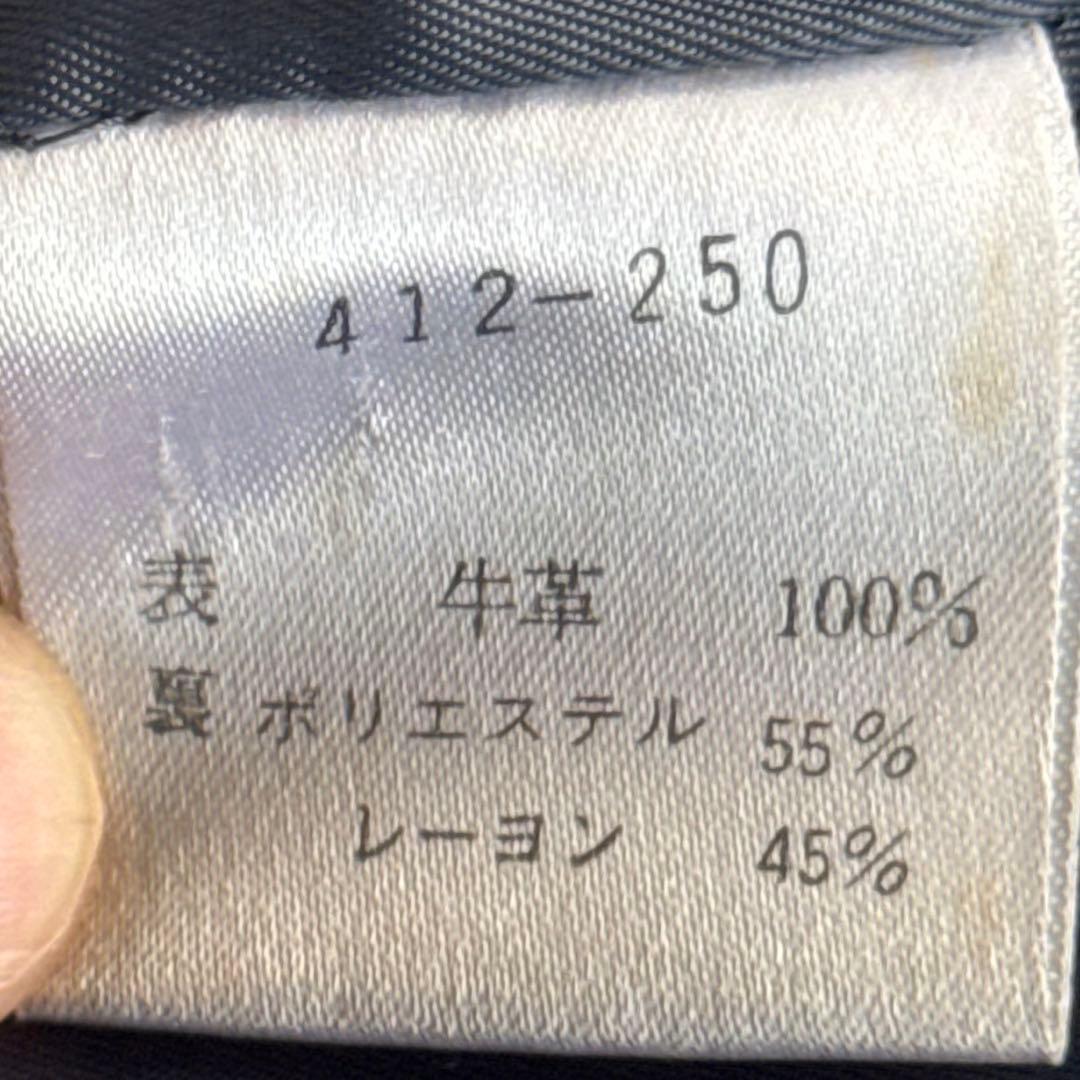 412-250
表 牛革 100%
裏 ポリエステル 55%
レーヨン 45%